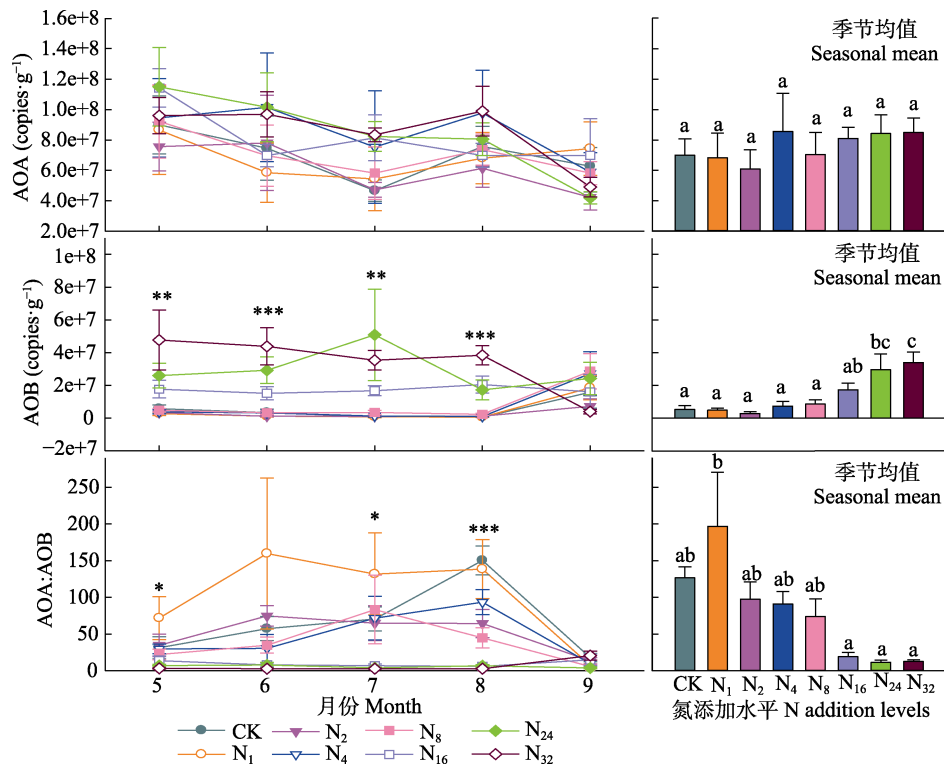 AOA (copies·g⁻¹)
1.6e+8
1.4e+8
1.2e+8
1.0e+8
8.0e+7
6.0e+7
4.0e+7
2.0e+7
季节均值
Seasonal mean
a a a a a a a a
AOB (copies·g⁻¹)
1e+8
8e+7
6e+7
4e+7
2e+7
0
−2e+7
** *** ** ***
季节均值
Seasonal mean
a a a a a ab bc c
AOA:AOB
250
200
150
100
50
0
* * ***
季节均值
Seasonal mean
ab b ab ab ab a a a
5 6 7 8 9
月份 Month
CK N₁ N₂ N₄ N₈ N₁₆ N₂₄ N₃₂
氮添加水平 N addition levels
CK N₂ N₈ N₂₄
N₁ N₄ N₁₆ N₃₂